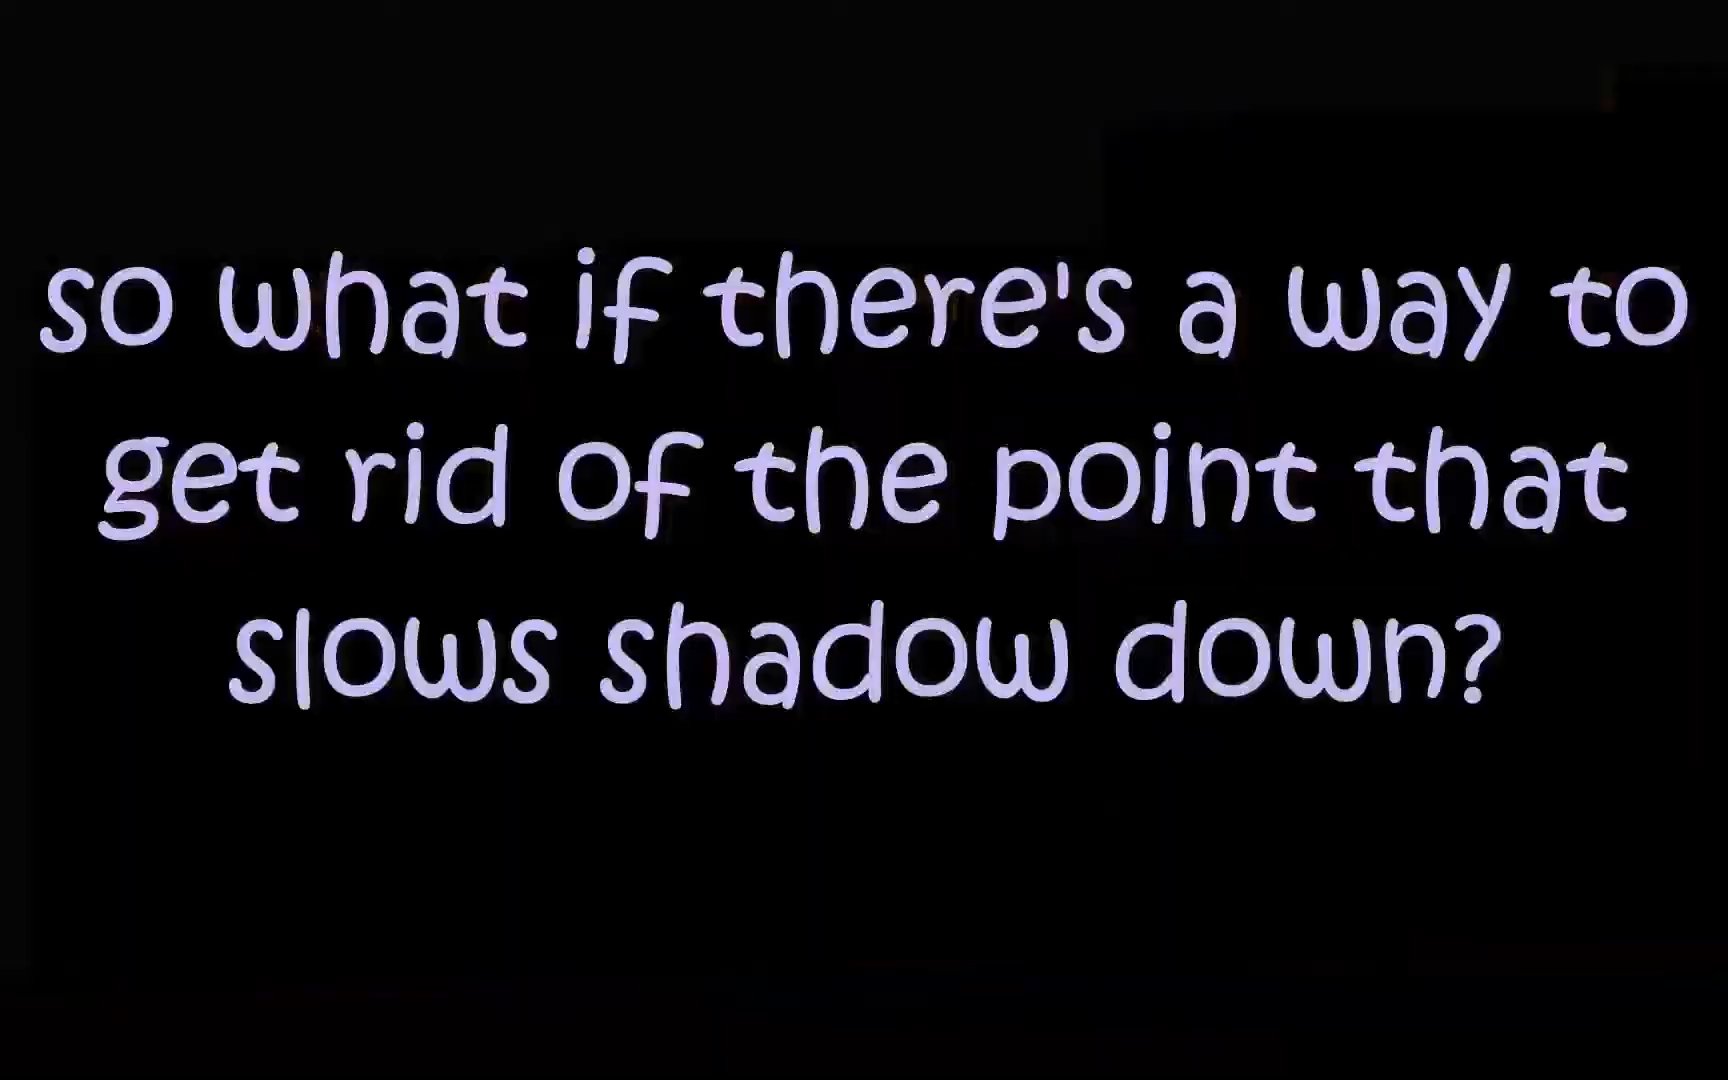 so what if there's a way to
get rid of the point that
slows shadow down?